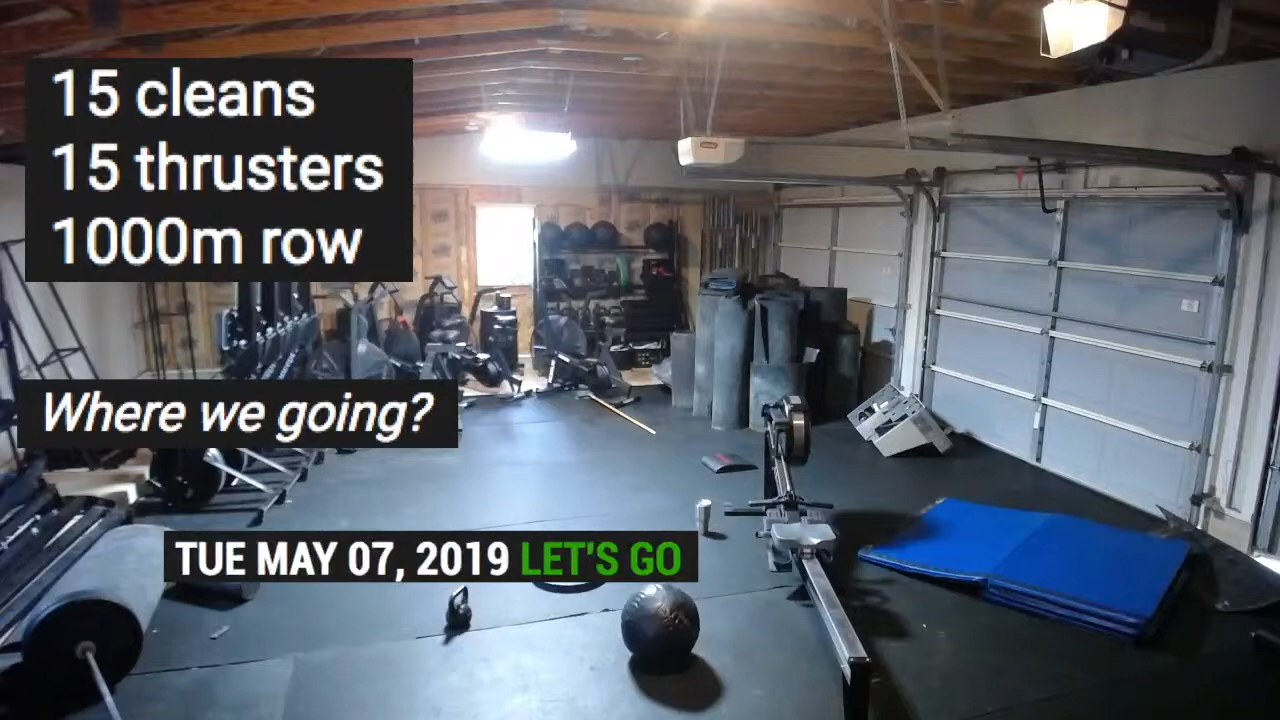 15 cleans
15 thrusters
1000m row
Where we going?
TUE MAY 07, 2019 LET'S GO